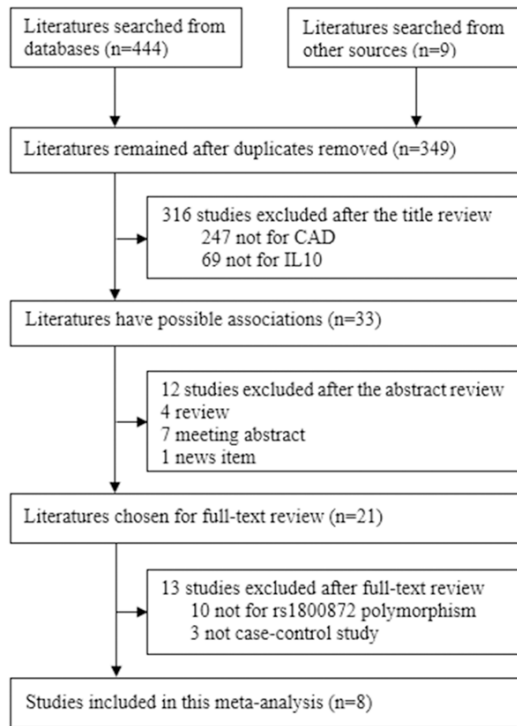 Literatures searched from
databases (n=444)
Literatures searched from
other sources (n=9)
Literatures remained after duplicates removed (n=349)
316 studies excluded after the title review
247 not for CAD
69 not for IL10
Literatures have possible associations (n=33)
12 studies excluded after the abstract review
4 review
7 meeting abstract
1 news item
Literatures chosen for full-text review (n=21)
13 studies excluded after full-text review
10 not for rs1800872 polymorphism
3 not case-control study
Studies included in this meta-analysis (n=8)